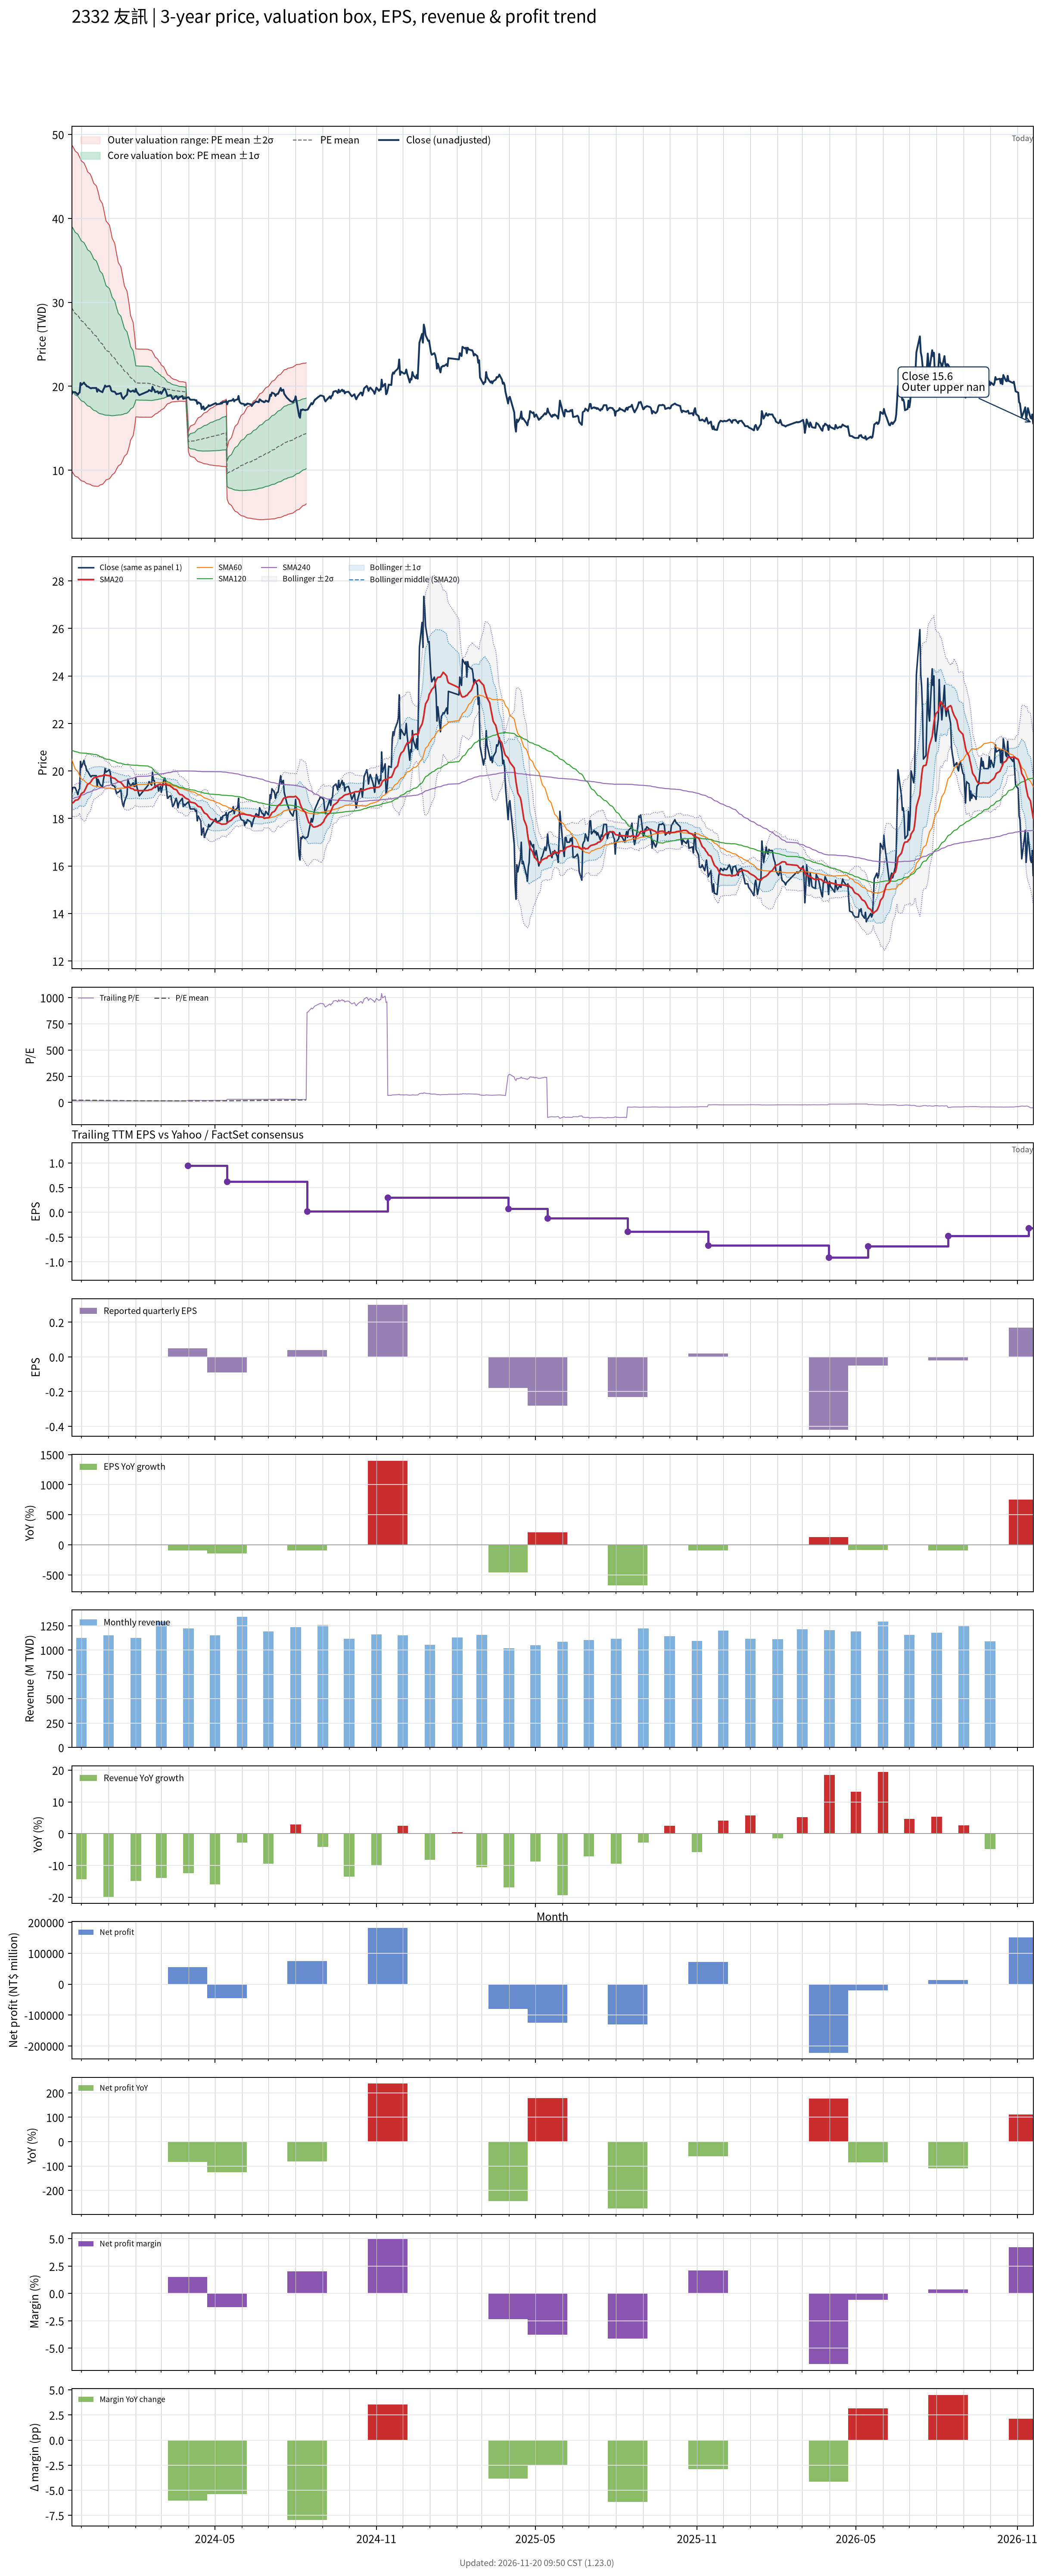 2332 友訊 | 3-year price, valuation box, EPS, revenue & profit trend
Outer valuation range: PE mean ±2σ
PE mean
Close (unadjusted)
Core valuation box: PE mean ±1σ
Today
50
40
30
20
10
Price (TWD)
Close 15.6
Outer upper nan
Close (same as panel 1)
SMA20
SMA60
SMA120
SMA240
Bollinger ±2σ
Bollinger ±1σ
Bollinger middle (SMA20)
28
26
24
22
20
18
16
14
12
Price
Trailing P/E
P/E mean
1000
750
500
250
0
P/E
Trailing TTM EPS vs Yahoo / FactSet consensus
Today
1.0
0.5
0.0
-0.5
-1.0
EPS
Reported quarterly EPS
0.2
0.0
-0.2
-0.4
EPS
EPS YoY growth
1500
1000
500
0
-500
YoY (%)
Monthly revenue
1250
1000
750
500
250
0
Revenue (M TWD)
Revenue YoY growth
20
10
0
-10
-20
YoY (%)
Month
Net profit
200000
100000
0
-100000
-200000
Net profit (NT$ million)
Net profit YoY
200
100
0
-100
-200
YoY (%)
Net profit margin
5.0
2.5
0.0
-2.5
-5.0
Margin (%)
Margin YoY change
5.0
2.5
0.0
-2.5
-5.0
-7.5
Δ margin (pp)
2024-05
2024-11
2025-05
2025-11
2026-05
2026-11
Updated: 2026-11-20 09:50 CST (1.23.0)